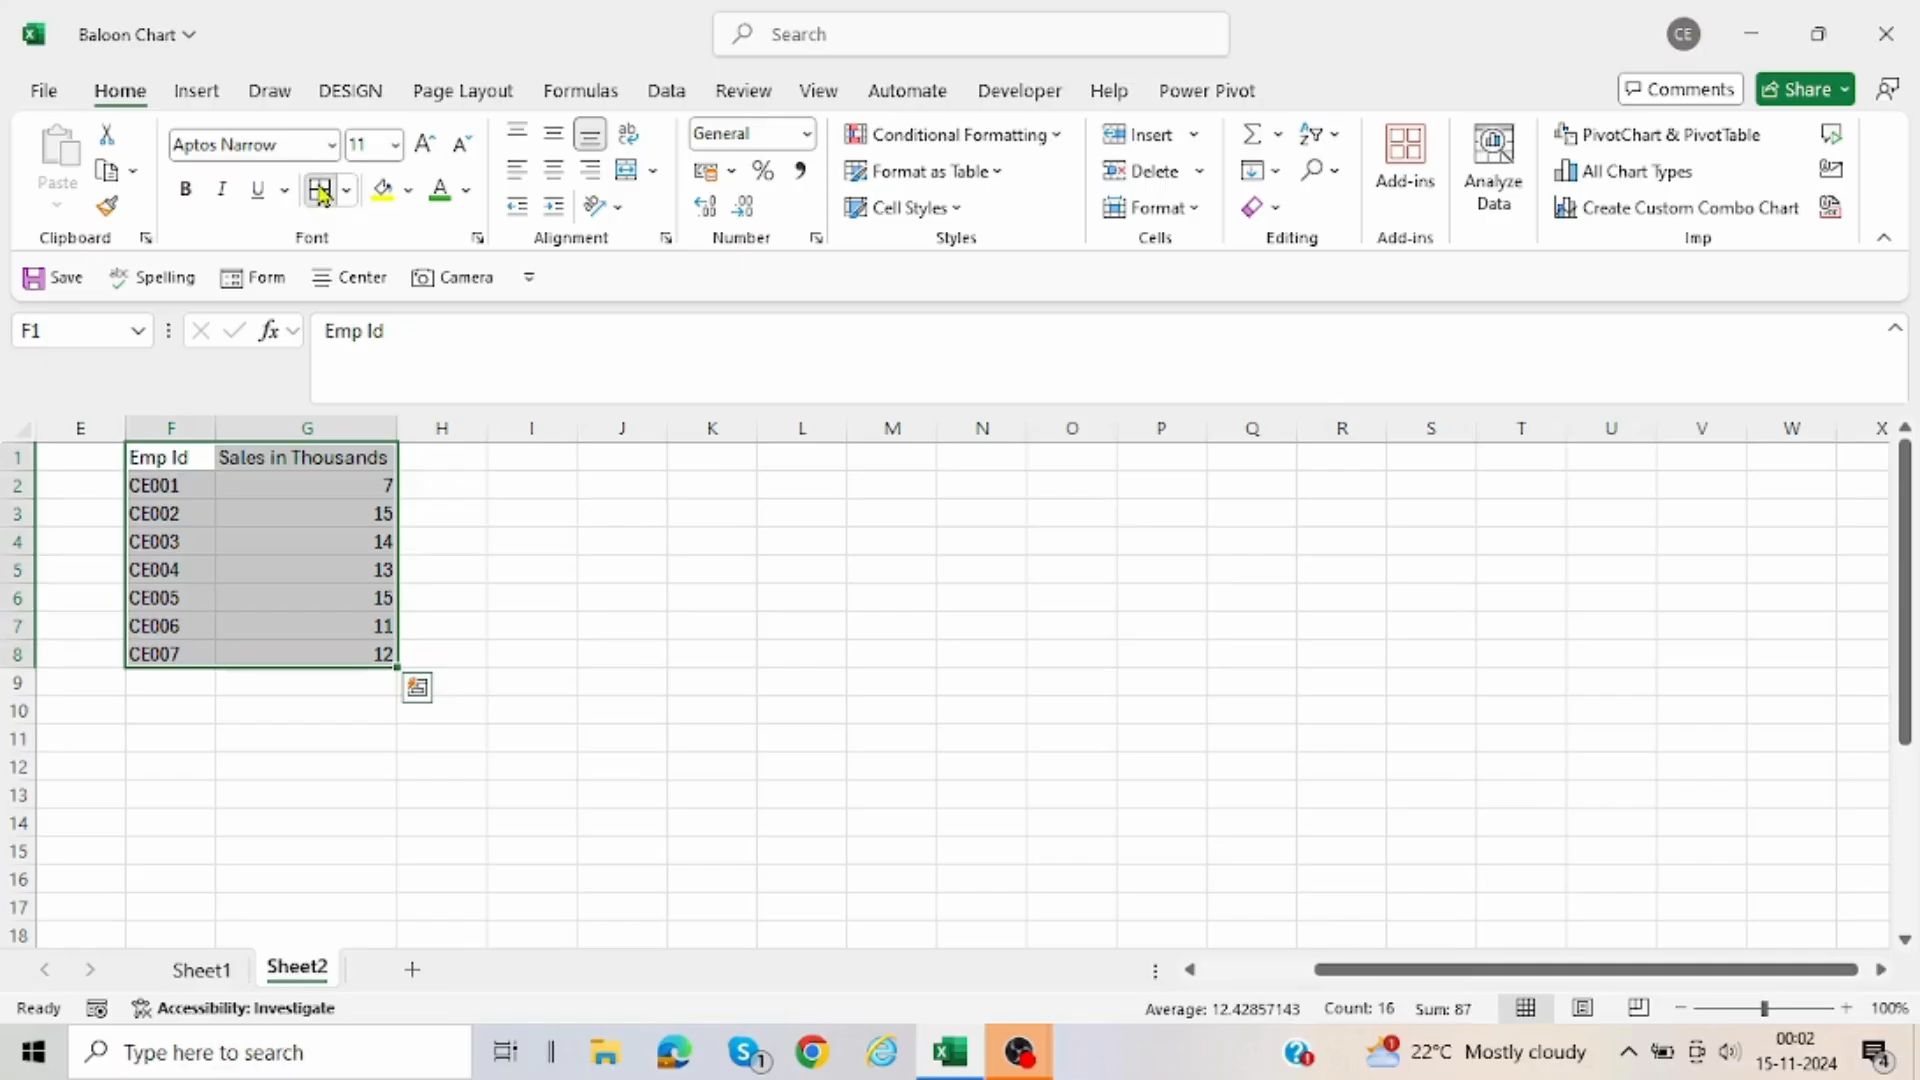 Baloon Chart
Search
CE
File Home Insert Draw DESIGN Page Layout Formulas Data Review View Automate Developer Help Power Pivot
Comments Share
Paste
Clipboard
Aptos Narrow 11
B I U A
Font
ab
Alignment
General
% 9
Number
Conditional Formatting
Format as Table
Cell Styles
Styles
Insert
Delete
Format
Cells
Editing
Add-ins
Add-ins
Analyze
Data
PivotChart & PivotTable
All Chart Types
Create Custom Combo Chart
Imp
Save Spelling Form Center Camera
F1 fx Emp Id
E F G H I J K L M N O P Q R S T U V W X
1 Emp Id Sales in Thousands
2 CE001 7
3 CE002 15
4 CE003 14
5 CE004 13
6 CE005 15
7 CE006 11
8 CE007 12
9
10
11
12
13
14
15
16
17
18
Sheet1 Sheet2
Ready Accessibility: Investigate Average: 12.42857143 Count: 16 Sum: 87 100%
Type here to search
22°C Mostly cloudy
00:02
15-11-2024